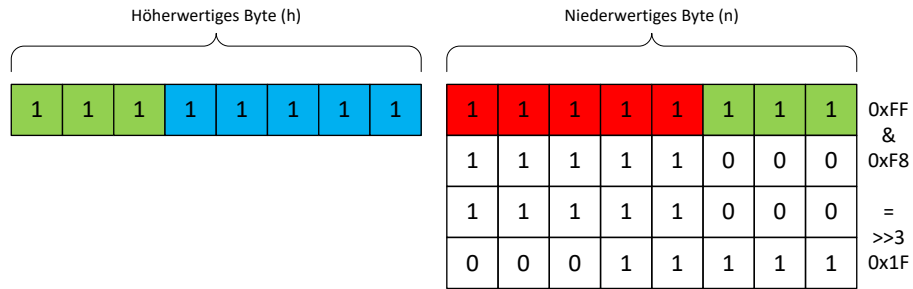 Höherwertiges Byte (h) Niederwertiges Byte (n)
1 1 1 1 1 1 1 1 1 1 1 1 1 1 1 1 0xFF
&
1 1 1 1 1 0 0 0 0xF8
1 1 1 1 1 0 0 0 =
>>3
0 0 0 1 1 1 1 1 0x1F